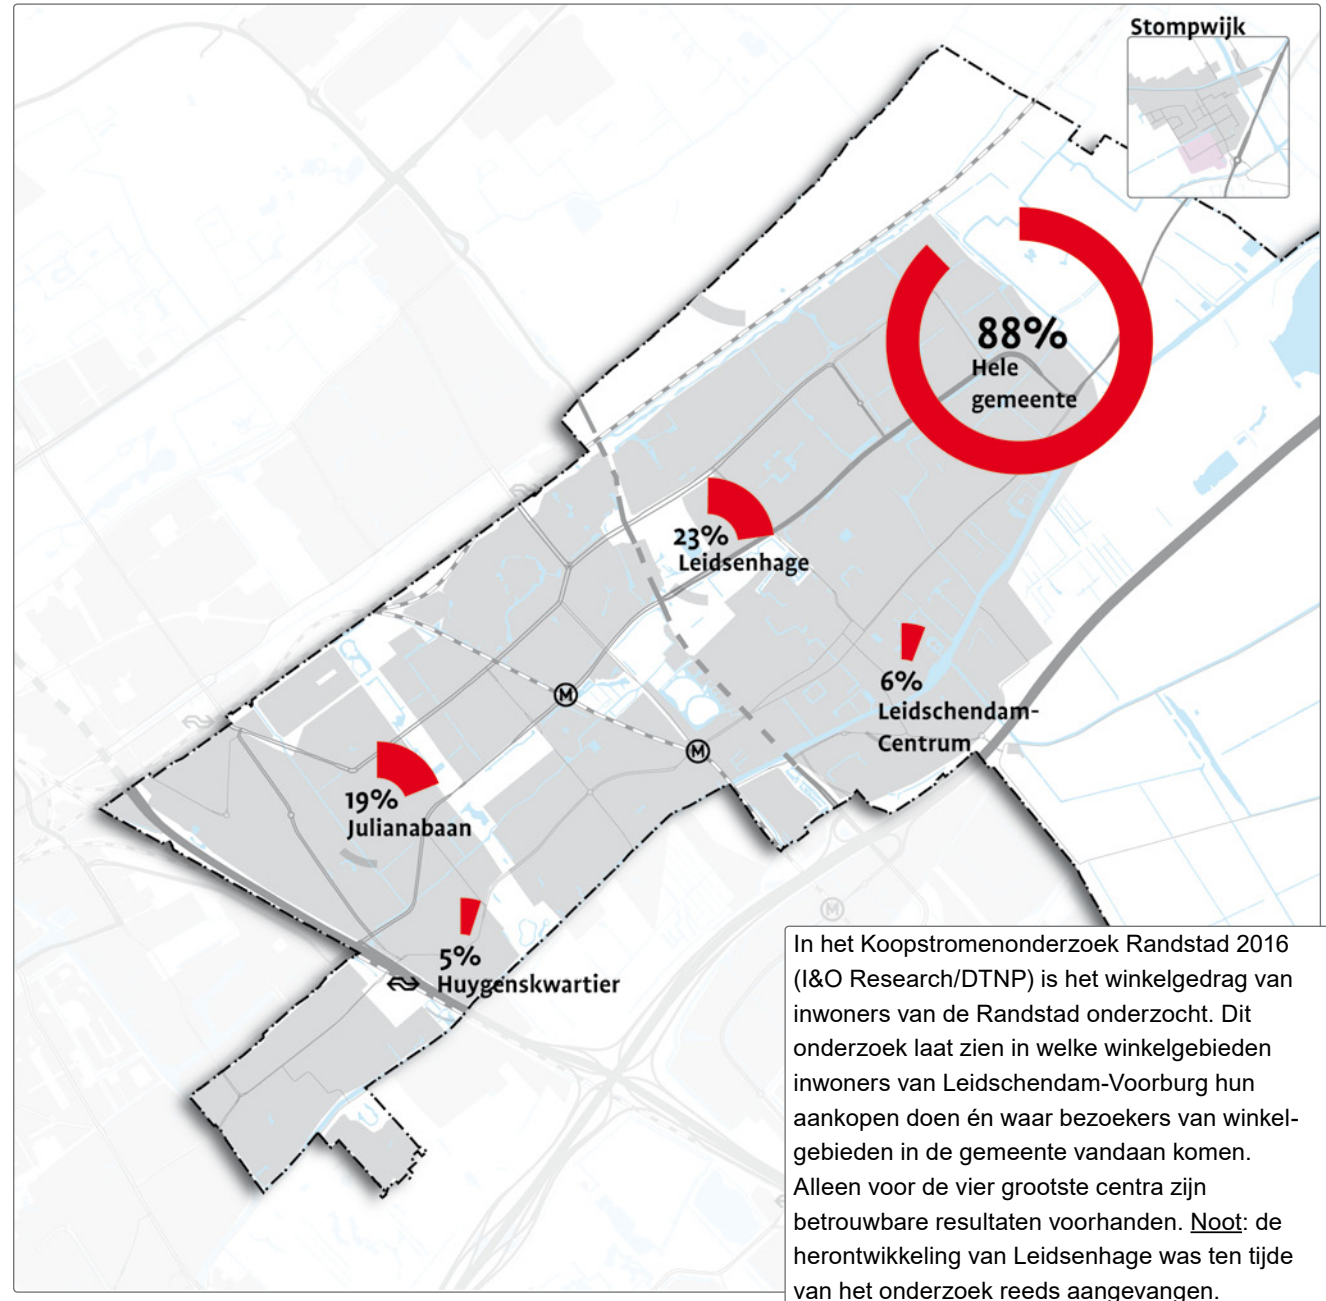 Stompwijk
88%
Hele
gemeente
23%
Leidsenhage
6%
Leidschendam-
Centrum
M
M
19%
Julianabaan
5%
Huygenskwartier
M
In het Koopstromenonderzoek Randstad 2016
(I&O Research/DTNP) is het winkelgedrag van
inwoners van de Randstad onderzocht. Dit
onderzoek laat zien in welke winkelgebieden
inwoners van Leidschendam-Voorburg hun
aankopen doen én waar bezoekers van winkel-
gebieden in de gemeente vandaan komen.
Alleen voor de vier grootste centra zijn
betrouwbare resultaten voorhanden. Noot: de
herontwikkeling van Leidsenhage was ten tijde
van het onderzoek reeds aangevangen.